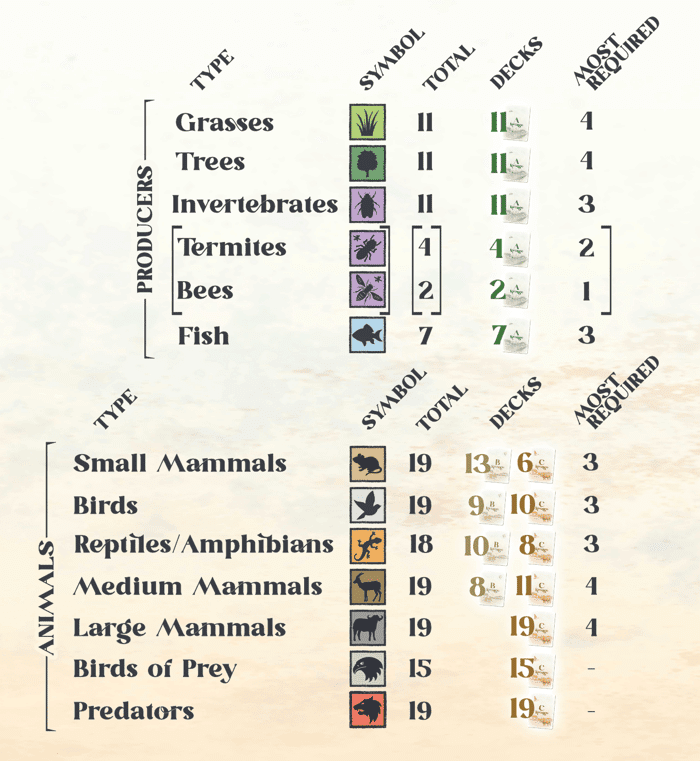 TYPE SYMBOL TOTAL DECKS MOST REQUIRED
PRODUCERS
Grasses 11 11 A 4
Trees 11 11 A 4
Invertebrates 11 11 A 3
[Termites] [4] 4 A 2]
[Bees] [2] 2 A 1]
Fish 7 7 A 3
TYPE SYMBOL TOTAL DECKS MOST REQUIRED
ANIMALS
Small Mammals 19 13 B 6 C 3
Birds 19 9 B 10 C 3
Reptiles/Amphibians 18 10 B 8 C 3
Medium Mammals 19 8 B 11 C 4
Large Mammals 19 19 C 4
Birds of Prey 15 15 C -
Predators 19 19 C -